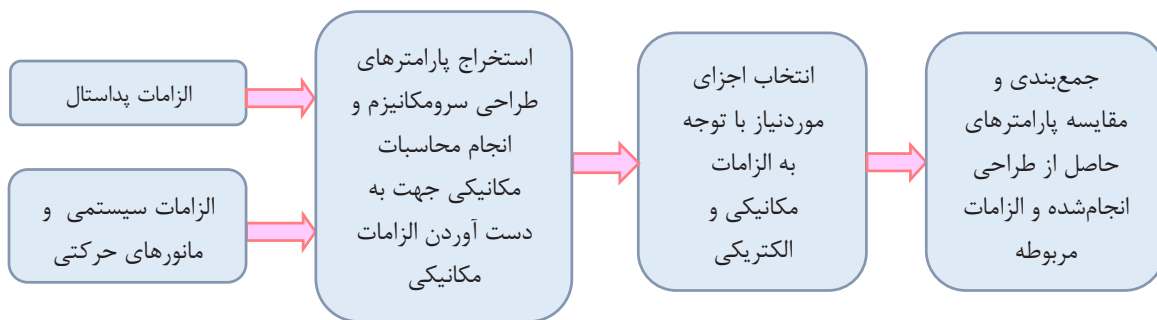 الزامات پداستال
الزامات سیستمی و
مانورهای حرکتی
استخراج پارامترهای
طراحی سرومکانیزم و
انجام محاسبات
مکانیکی جهت به
دست آوردن الزامات
مکانیکی
انتخاب اجزای
موردنیاز با توجه
به الزامات
مکانیکی و
الکتریکی
جمع‌بندی و
مقایسه پارامترهای
حاصل از طراحی
انجام‌شده و الزامات
مربوطه